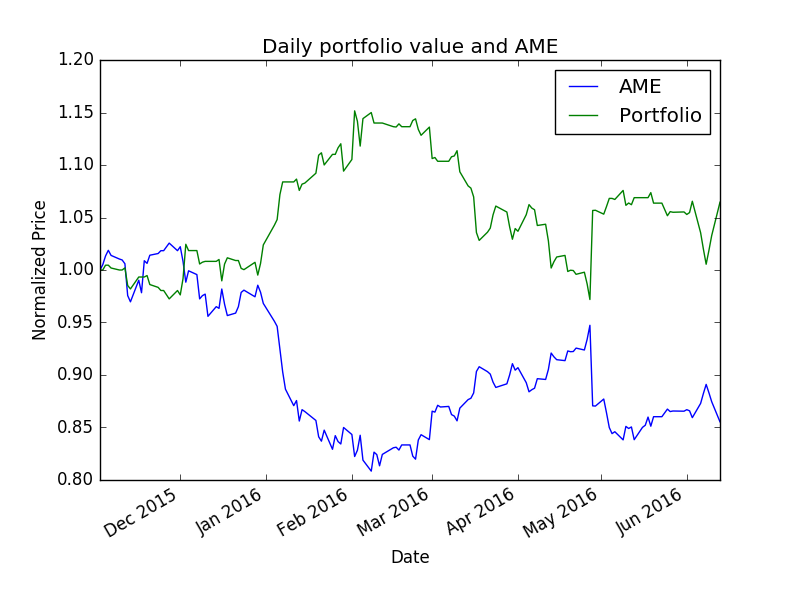 Daily portfolio value and AME
1.20
1.15
1.10
1.05
1.00
0.95
0.90
0.85
0.80
Normalized Price
AME
Portfolio
Dec 2015
Jan 2016
Feb 2016
Mar 2016
Apr 2016
May 2016
Jun 2016
Date